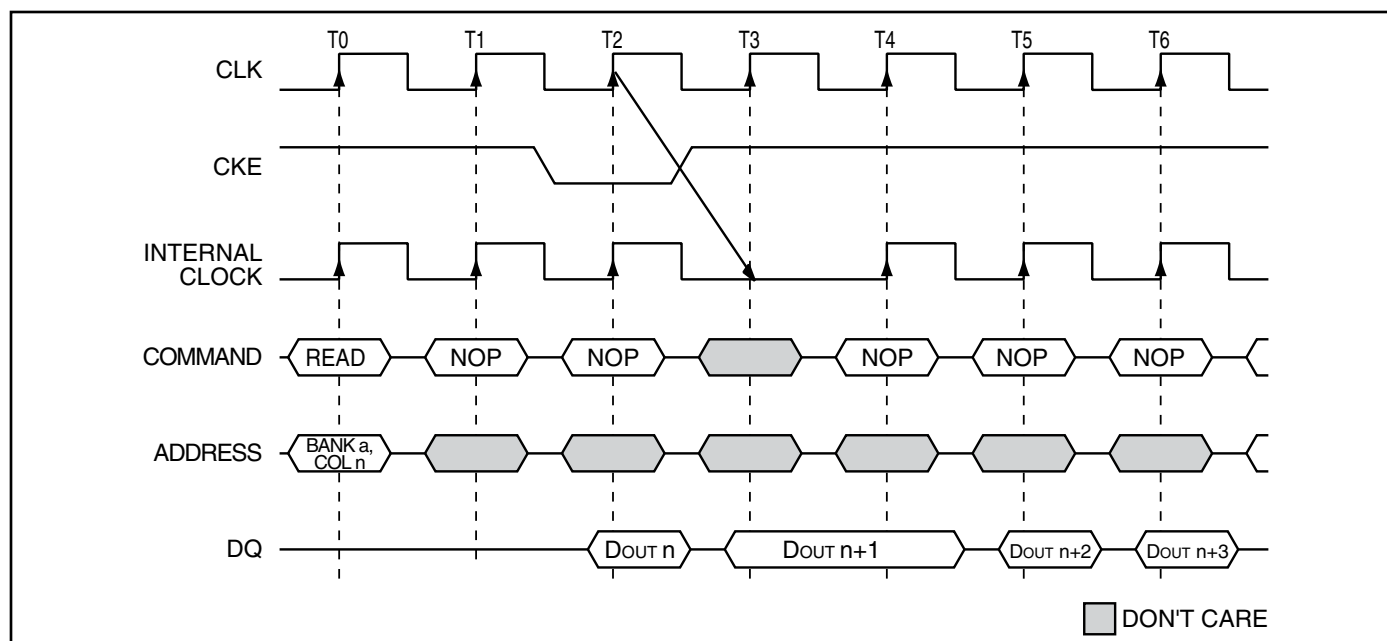 T0 T1 T2 T3 T4 T5 T6
CLK
CKE
INTERNAL
CLOCK
COMMAND READ NOP NOP NOP NOP NOP
ADDRESS BANK a,
COL n
DQ DOUT n DOUT n+1 DOUT n+2 DOUT n+3
DON'T CARE